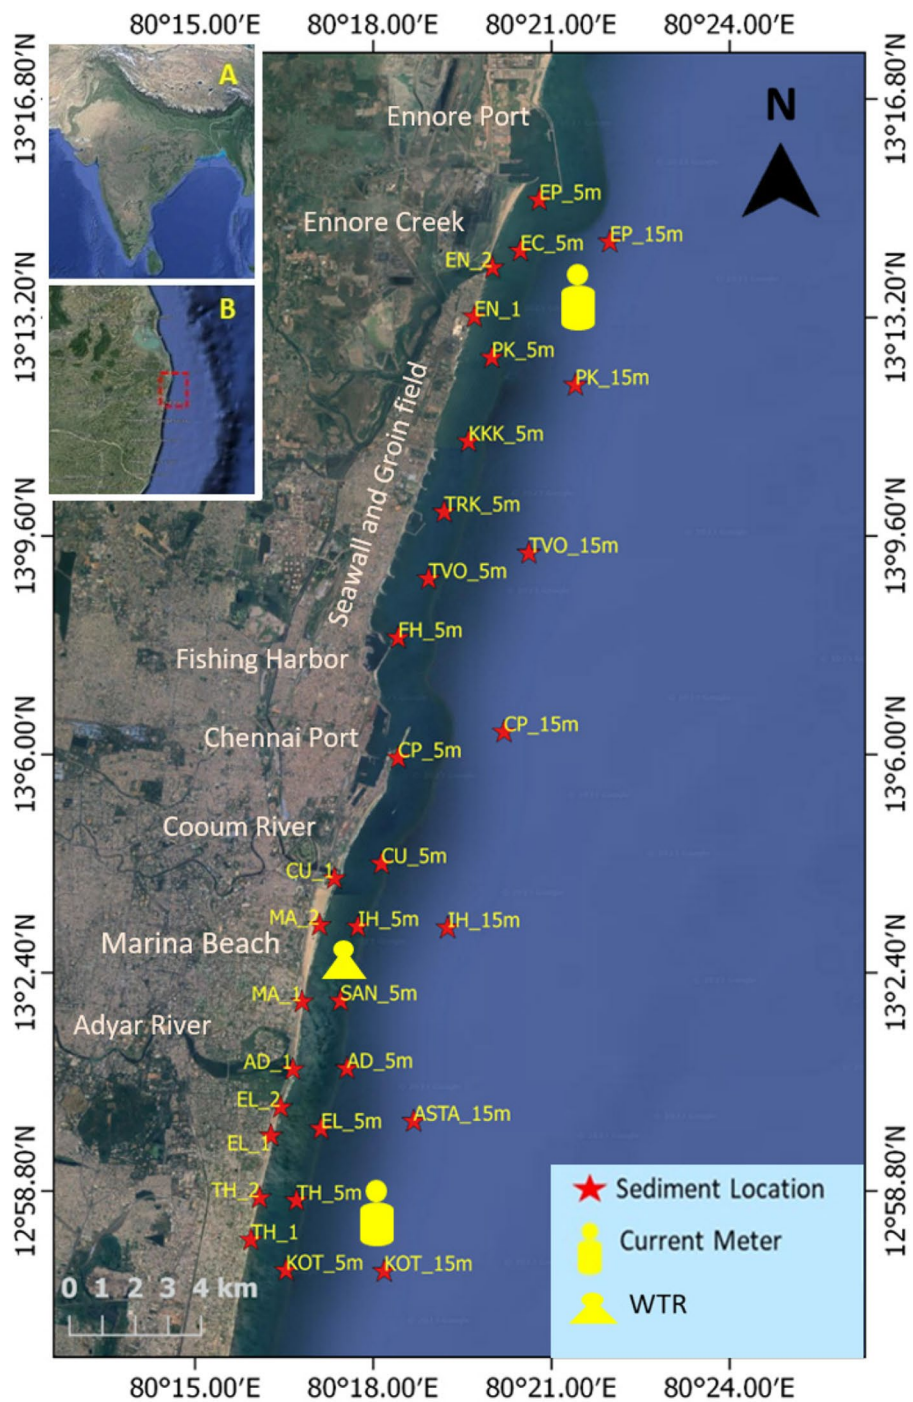 80°15.00′E 80°18.00′E 80°21.00′E 80°24.00′E
13°16.80′N
13°13.20′N
13°9.60′N
13°6.00′N
13°2.40′N
12°58.80′N
A
B
N
Ennore Port
EP_5m
Ennore Creek
EP_15m
EC_5m
EN_2
EN_1
PK_5m
PK_15m
Seawall and Groin field
KKK_5m
TRK_5m
TVO_15m
TVO_5m
FH_5m
Fishing Harbor
CP_15m
Chennai Port
CP_5m
Cooum River
CU_5m
CU_1
MA_2
IH_5m
IH_15m
Marina Beach
MA_1
SAN_5m
Adyar River
AD_1
AD_5m
EL_2
ASTA_15m
EL_5m
EL_1
TH_2
TH_5m
TH_1
KOT_5m
KOT_15m
0 1 2 3 4 km
Sediment Location
Current Meter
WTR
13°16.80′N
13°13.20′N
13°9.60′N
13°6.00′N
13°2.40′N
12°58.80′N
80°15.00′E 80°18.00′E 80°21.00′E 80°24.00′E